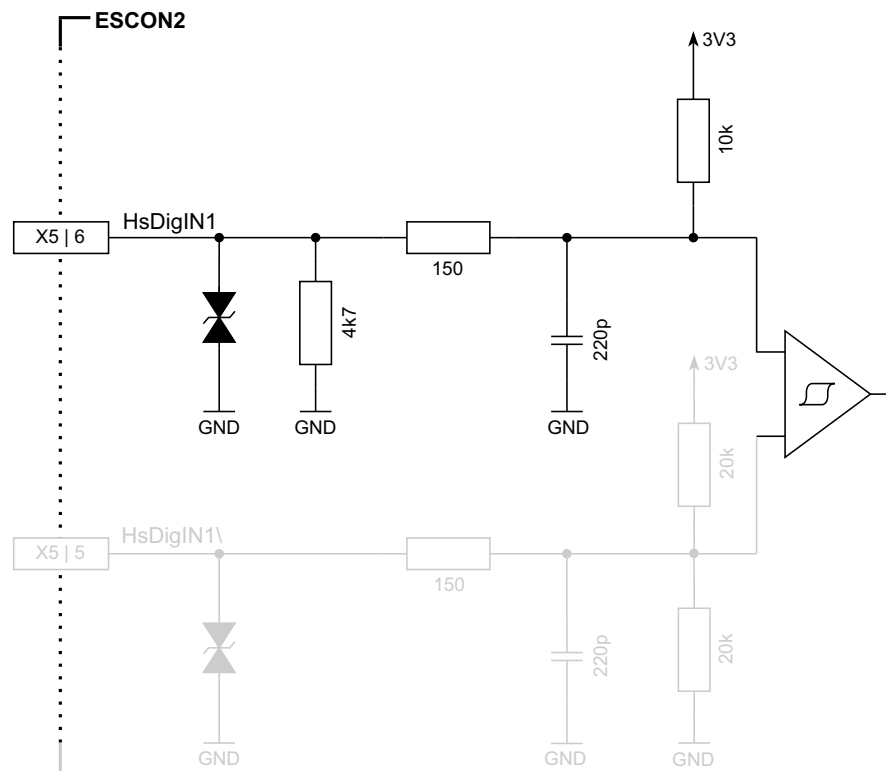 ESCON2
3V3
10k
X5 | 6
HsDigIN1
150
4k7
220p
GND
GND
GND
3V3
20k
X5 | 5
HsDigIN1\
150
220p
20k
GND
GND
GND